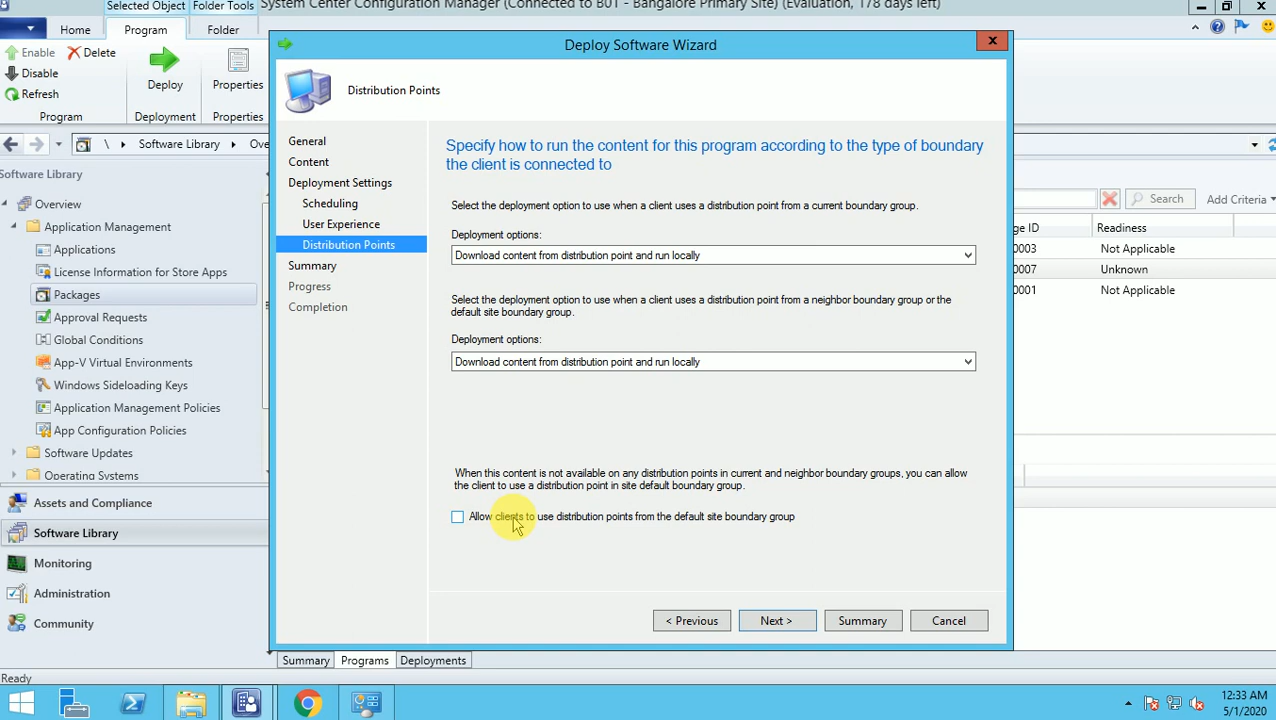 Selected Object
Folder Tools
System Center Configuration Manager (Connected to B01 - Bangalore Primary Site) (Evaluation, 178 days left)
Home
Program
Folder
Enable
Delete
Disable
Refresh
Program
Deploy
Deployment
Properties
Properties
\
Software Library
Ove
Software Library
Overview
Application Management
Applications
License Information for Store Apps
Packages
Approval Requests
Global Conditions
App-V Virtual Environments
Windows Sideloading Keys
Application Management Policies
App Configuration Policies
Software Updates
Operating Systems
Assets and Compliance
Software Library
Monitoring
Administration
Community
Ready
Deploy Software Wizard
Distribution Points
General
Content
Deployment Settings
Scheduling
User Experience
Distribution Points
Summary
Progress
Completion
Specify how to run the content for this program according to the type of boundary
the client is connected to
Select the deployment option to use when a client uses a distribution point from a current boundary group.
Deployment options:
Download content from distribution point and run locally
Select the deployment option to use when a client uses a distribution point from a neighbor boundary group or the
default site boundary group.
Deployment options:
Download content from distribution point and run locally
When this content is not available on any distribution points in current and neighbor boundary groups, you can allow
the client to use a distribution point in site default boundary group.
Allow clients to use distribution points from the default site boundary group
< Previous
Next >
Summary
Cancel
Search
Add Criteria
ge ID
Readiness
0003
Not Applicable
0007
Unknown
0001
Not Applicable
Summary
Programs
Deployments
12:33 AM
5/1/2020